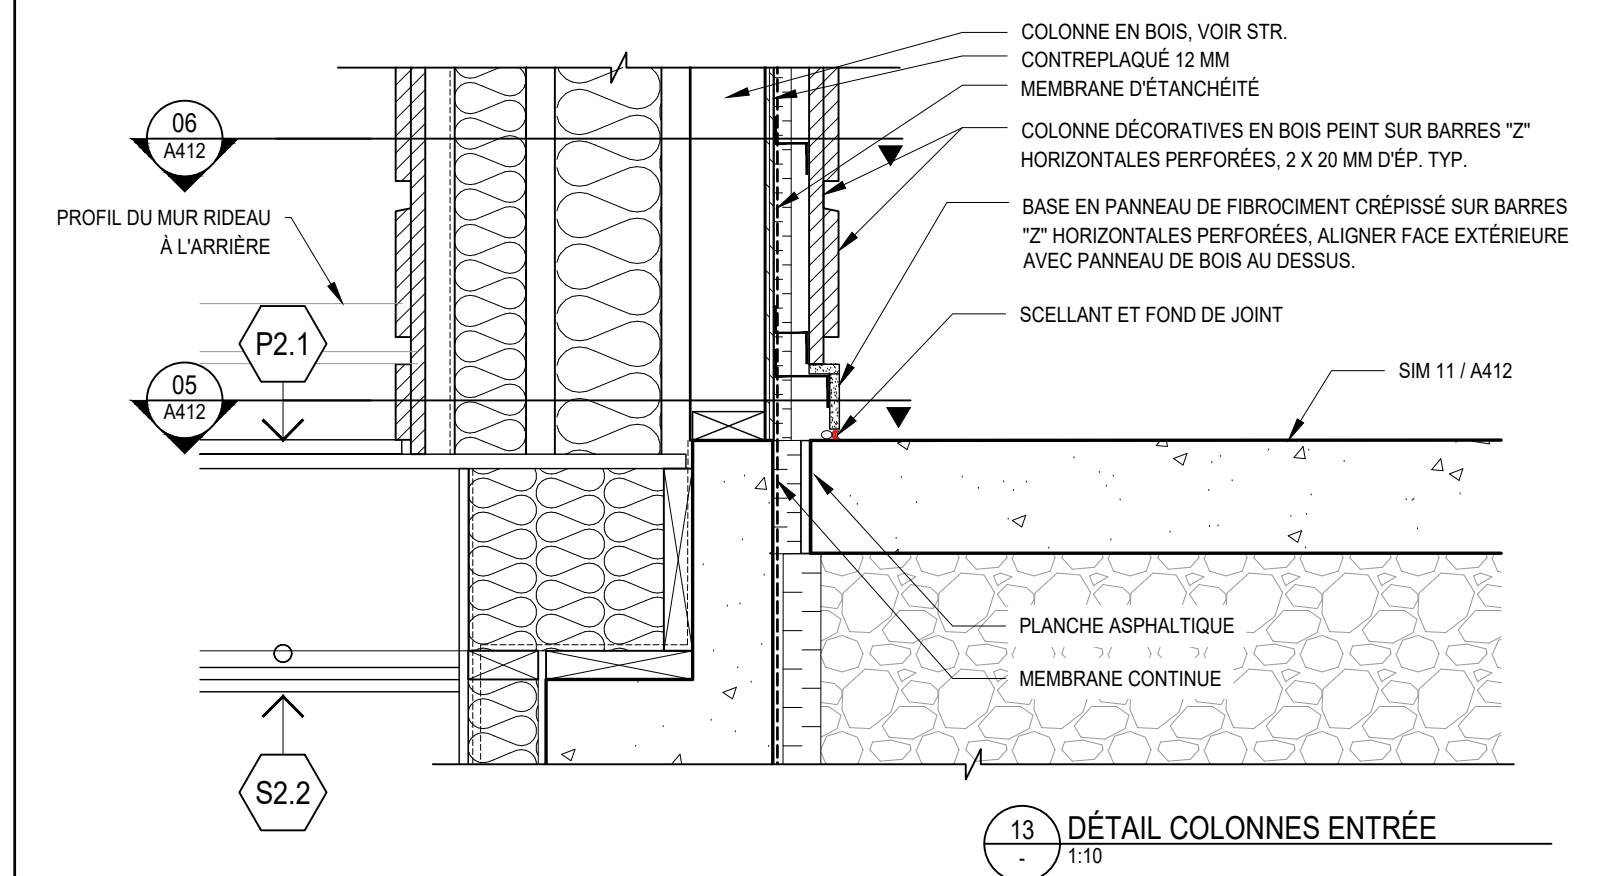 COLONNE EN BOIS, VOIR STR.
CONTREPLAQUÉ 12 MM
MEMBRANE D'ÉTANCHÉITÉ
COLONNE DÉCORATIVES EN BOIS PEINT SUR BARRES "Z"
HORIZONTALES PERFORÉES, 2 X 20 MM D'ÉP. TYP.
BASE EN PANNEAU DE FIBROCIMENT CRÉPISSÉ SUR BARRES
"Z" HORIZONTALES PERFORÉES, ALIGNER FACE EXTÉRIEURE
AVEC PANNEAU DE BOIS AU DESSUS.
SCELLANT ET FOND DE JOINT
SIM 11 / A412
06
A412
PROFIL DU MUR RIDEAU
À L'ARRIÈRE
P2.1
05
A412
S2.2
PLANCHE ASPHALTIQUE
MEMBRANE CONTINUE
13
-
DÉTAIL COLONNES ENTRÉE
1:10